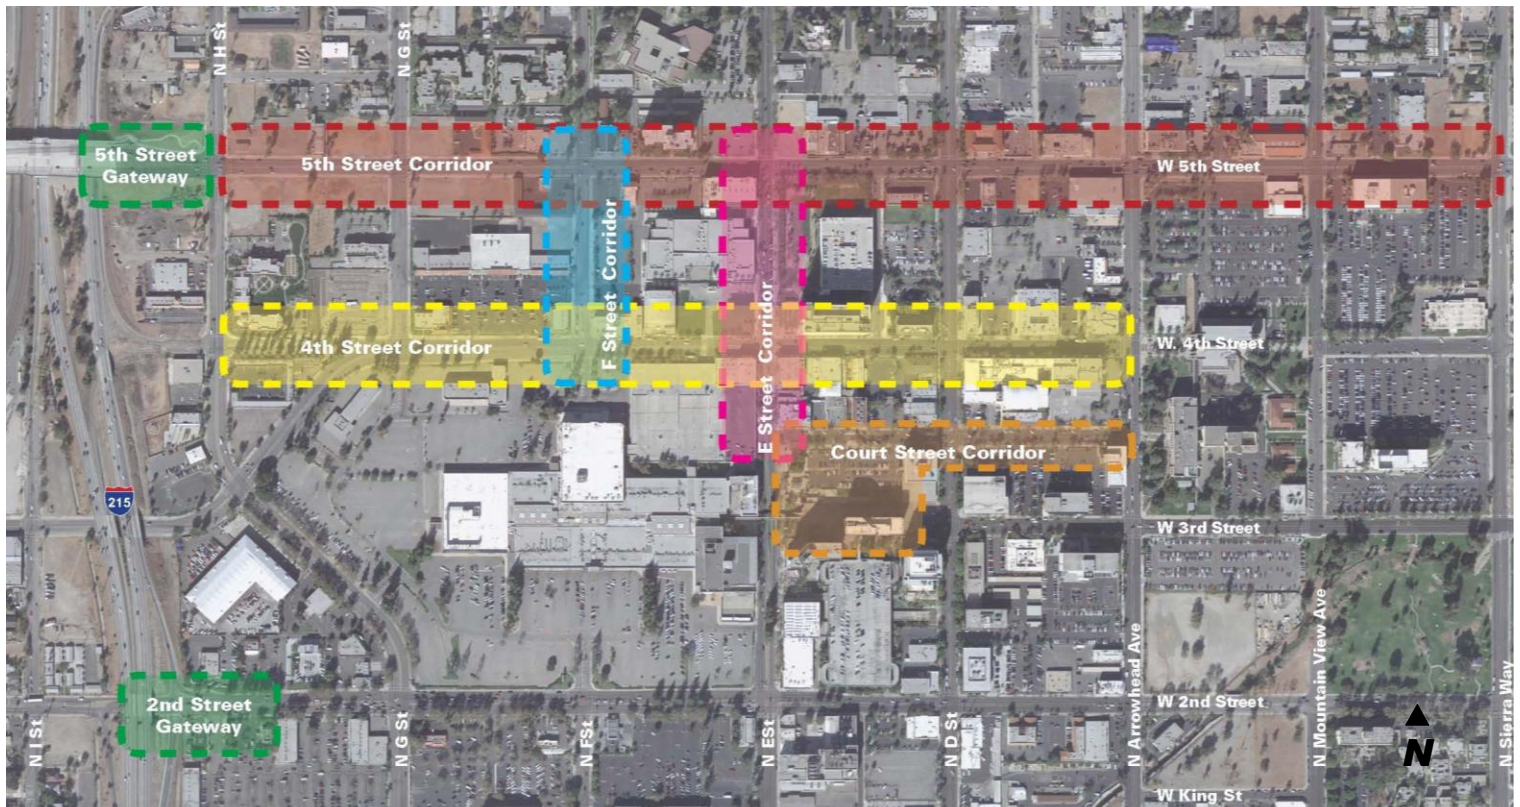 N H St
N G St
5th Street
Gateway
5th Street Corridor
W 5th Street
F Street Corridor
E Street Corridor
4th Street Corridor
W. 4th Street
Court Street Corridor
215
W 3rd Street
2nd Street
Gateway
W 2nd Street
N I St
N G St
N FSt
N ESt
N D St
N Arrowhead Ave
N Mountain View Ave
N Sierra Way
N
W King St